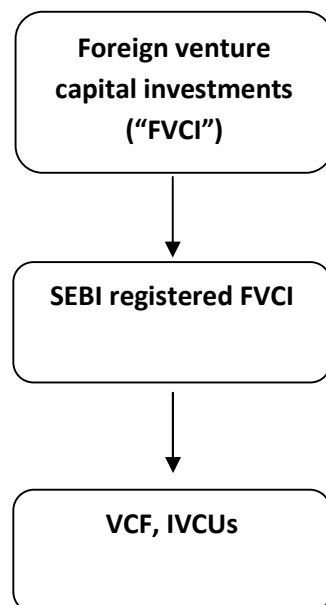 Foreign venture
capital investments
(“FVCI”)
SEBI registered FVCI
VCF, IVCUs